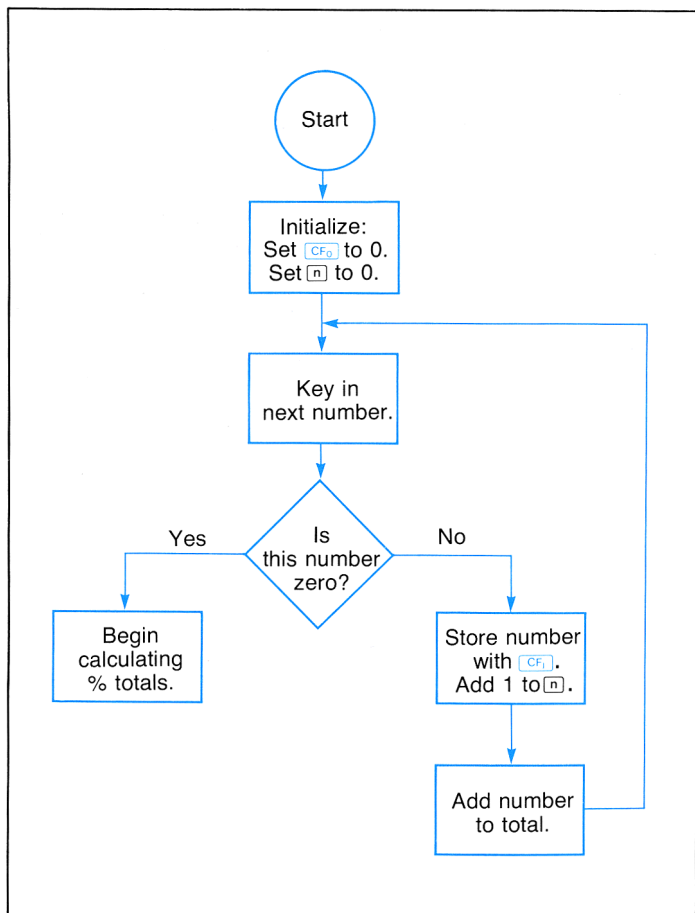 Start
Initialize:
Set CF₀ to 0.
Set n to 0.
Key in
next number.
Is
this number
zero?
Yes
No
Begin
calculating
% totals.
Store number
with CFⱼ.
Add 1 to n.
Add number
to total.